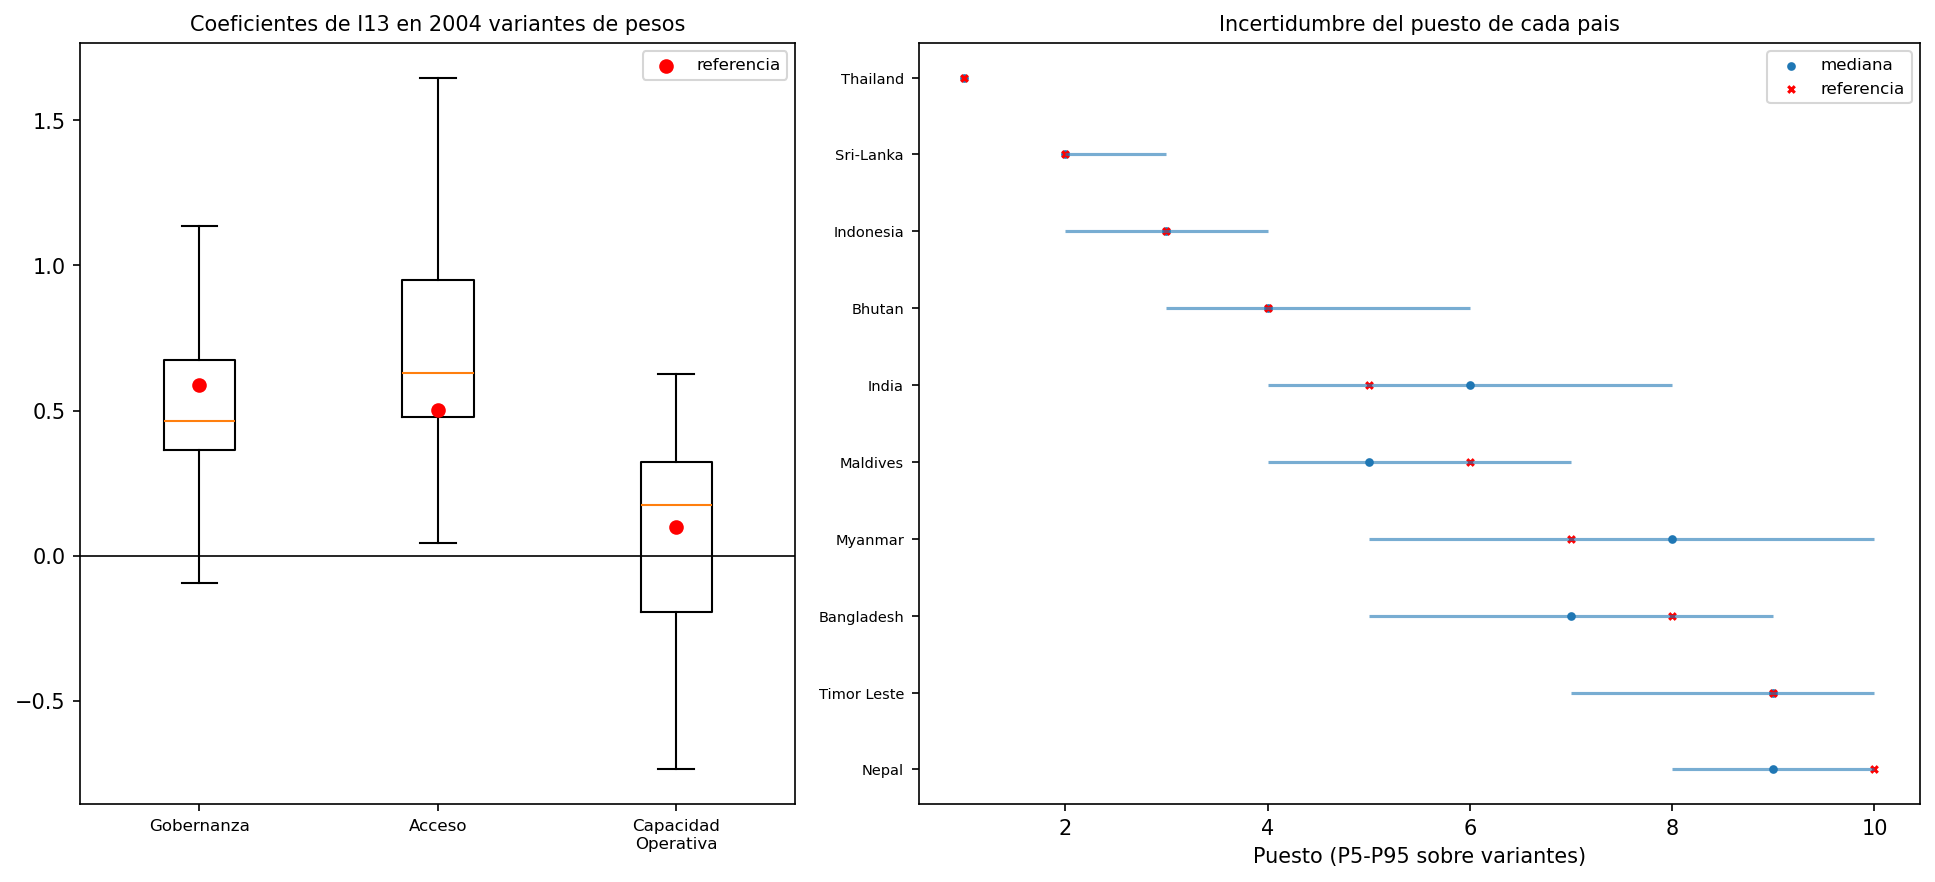 Coeficientes de I13 en 2004 variantes de pesos
referencia
1.5
1.0
0.5
0.0
−0.5
Gobernanza
Acceso
Capacidad
Operativa
Incertidumbre del puesto de cada pais
mediana
referencia
Thailand
Sri-Lanka
Indonesia
Bhutan
India
Maldives
Myanmar
Bangladesh
Timor Leste
Nepal
2
4
6
8
10
Puesto (P5-P95 sobre variantes)